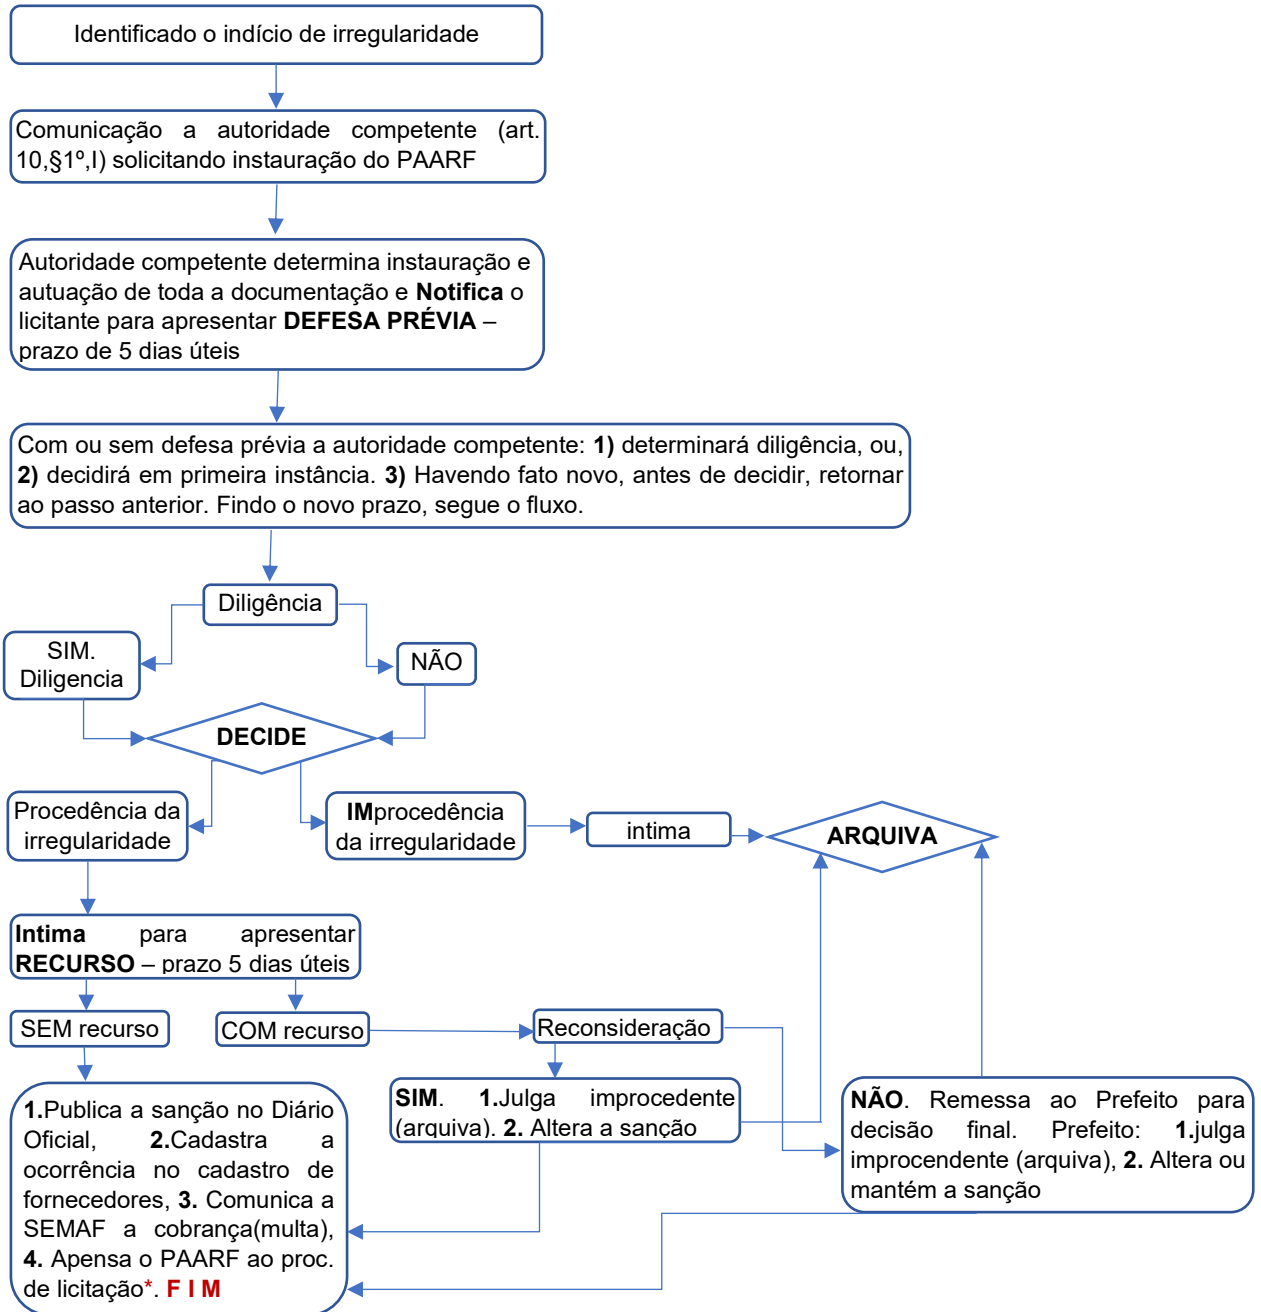 Identificado o indício de irregularidade
Comunicação a autoridade competente (art.
10,§1º,I) solicitando instauração do PAARF
Autoridade competente determina instauração e
autuação de toda a documentação e Notifica o
licitante para apresentar DEFESA PRÉVIA –
prazo de 5 dias úteis
Com ou sem defesa prévia a autoridade competente: 1) determinará diligência, ou,
2) decidirá em primeira instância. 3) Havendo fato novo, antes de decidir, retornar
ao passo anterior. Findo o novo prazo, segue o fluxo.
Diligência
SIM.
Diligencia
NÃO
DECIDE
Procedência da
irregularidade
IMprocedência
da irregularidade
intima
ARQUIVA
Intima para apresentar
RECURSO – prazo 5 dias úteis
SEM recurso
COM recurso
Reconsideração
SIM. 1.Julga improcedente
(arquiva). 2. Altera a sanção
NÃO. Remessa ao Prefeito para
decisão final. Prefeito: 1.julga
improcendente (arquiva), 2. Altera ou
mantém a sanção
1.Publica a sanção no Diário
Oficial, 2.Cadastra a
ocorrência no cadastro de
fornecedores, 3. Comunica a
SEMAF a cobrança(multa),
4. Apensa o PAARF ao proc.
de licitação*. F I M